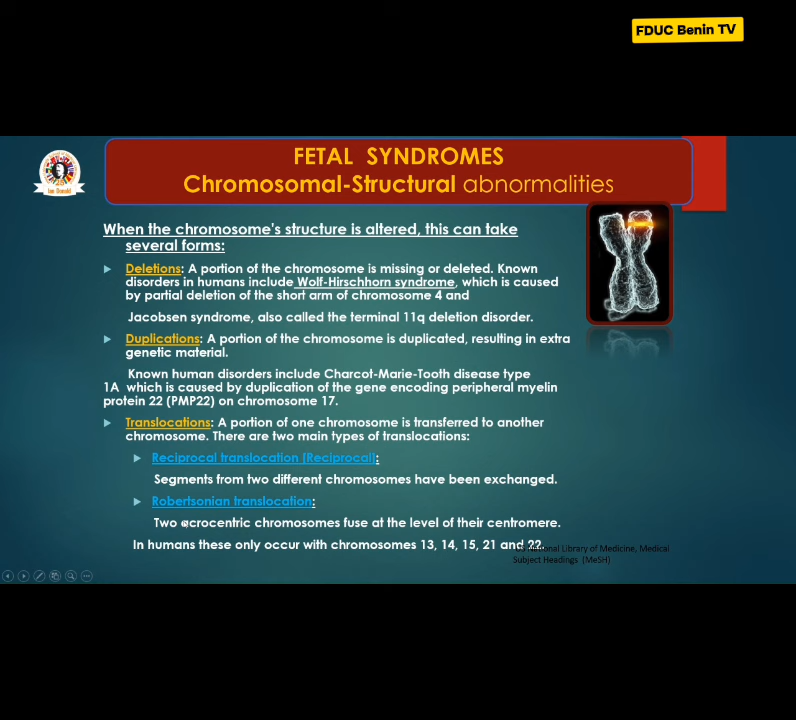 FDUC Benin TV
FETAL SYNDROMES
Chromosomal-Structural abnormalities
Ian Donald
When the chromosome's structure is altered, this can take
several forms:
Deletions: A portion of the chromosome is missing or deleted. Known
disorders in humans include Wolf-Hirschhorn syndrome, which is caused
by partial deletion of the short arm of chromosome 4 and
Jacobsen syndrome, also called the terminal 11q deletion disorder.
Duplications: A portion of the chromosome is duplicated, resulting in extra
genetic material.
Known human disorders include Charcot-Marie-Tooth disease type
1A which is caused by duplication of the gene encoding peripheral myelin
protein 22 (PMP22) on chromosome 17.
Translocations: A portion of one chromosome is transferred to another
chromosome. There are two main types of translocations:
Reciprocal translocation [Reciprocal]:
Segments from two different chromosomes have been exchanged.
Robertsonian translocation:
Two acrocentric chromosomes fuse at the level of their centromere.
In humans these only occur with chromosomes 13, 14, 15, 21 and 22.
National Library of Medicine, Medical
Subject Headings (MeSH)